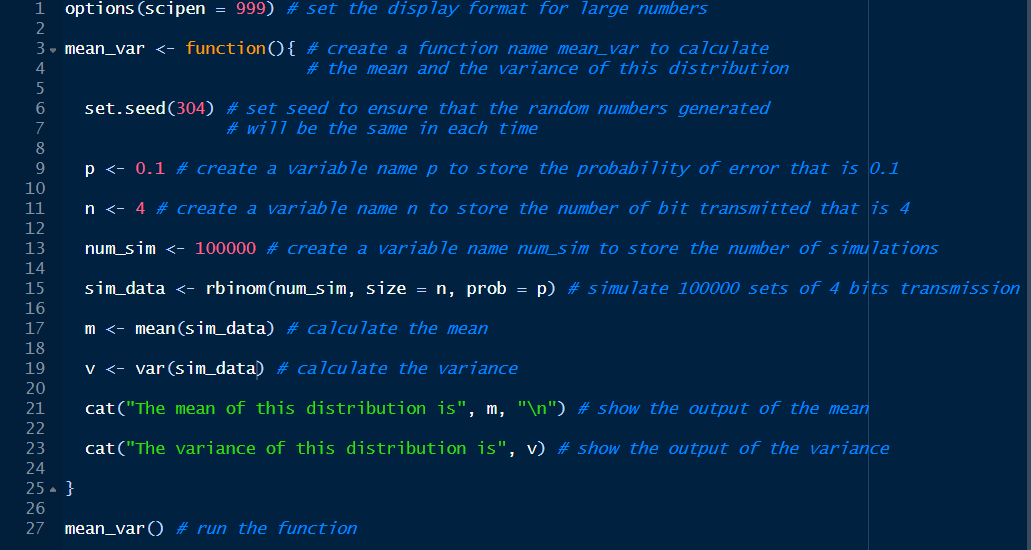 1 options(scipen = 999) # set the display format for large numbers
2
3 mean_var <- function(){ # create a function name mean_var to calculate
4 # the mean and the variance of this distribution
5
6 set.seed(304) # set seed to ensure that the random numbers generated
7 # will be the same in each time
8
9 p <- 0.1 # create a variable name p to store the probability of error that is 0.1
10
11 n <- 4 # create a variable name n to store the number of bit transmitted that is 4
12
13 num_sim <- 100000 # create a variable name num_sim to store the number of simulations
14
15 sim_data <- rbinom(num_sim, size = n, prob = p) # simulate 100000 sets of 4 bits transmission
16
17 m <- mean(sim_data) # calculate the mean
18
19 v <- var(sim_data) # calculate the variance
20
21 cat("The mean of this distribution is", m, "\n") # show the output of the mean
22
23 cat("The variance of this distribution is", v) # show the output of the variance
24
25 }
26
27 mean_var() # run the function